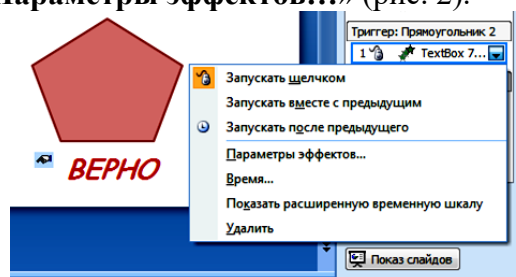 Параметры эффектов…» (рис. 2).
Триггер: Прямоугольник 2
1 TextBox 7...
Запускать щелчком
Запускать вместе с предыдущим
Запускать после предыдущего
Параметры эффектов...
Время...
Показать расширенную временную шкалу
Удалить
ВЕРНО
Показ слайдов